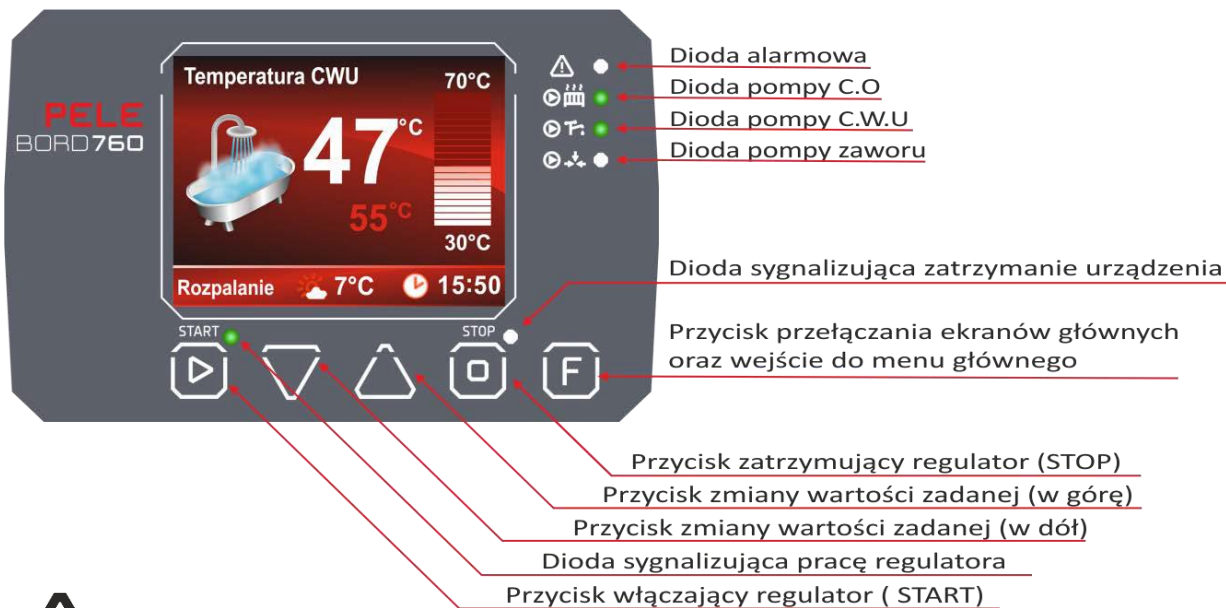 Temperatura CWU
70°C
PELE
BORD760
47°C
55°C
30°C
Rozpalanie 7°C 15:50
START
STOP
F
Dioda alarmowa
Dioda pompy C.O
Dioda pompy C.W.U
Dioda pompy zaworu
Dioda sygnalizująca zatrzymanie urządzenia
Przycisk przełączania ekranów głównych
oraz wejście do menu głównego
Przycisk zatrzymujący regulator (STOP)
Przycisk zmiany wartości zadanej (w górę)
Przycisk zmiany wartości zadanej (w dół)
Dioda sygnalizująca pracę regulatora
Przycisk włączający regulator ( START)